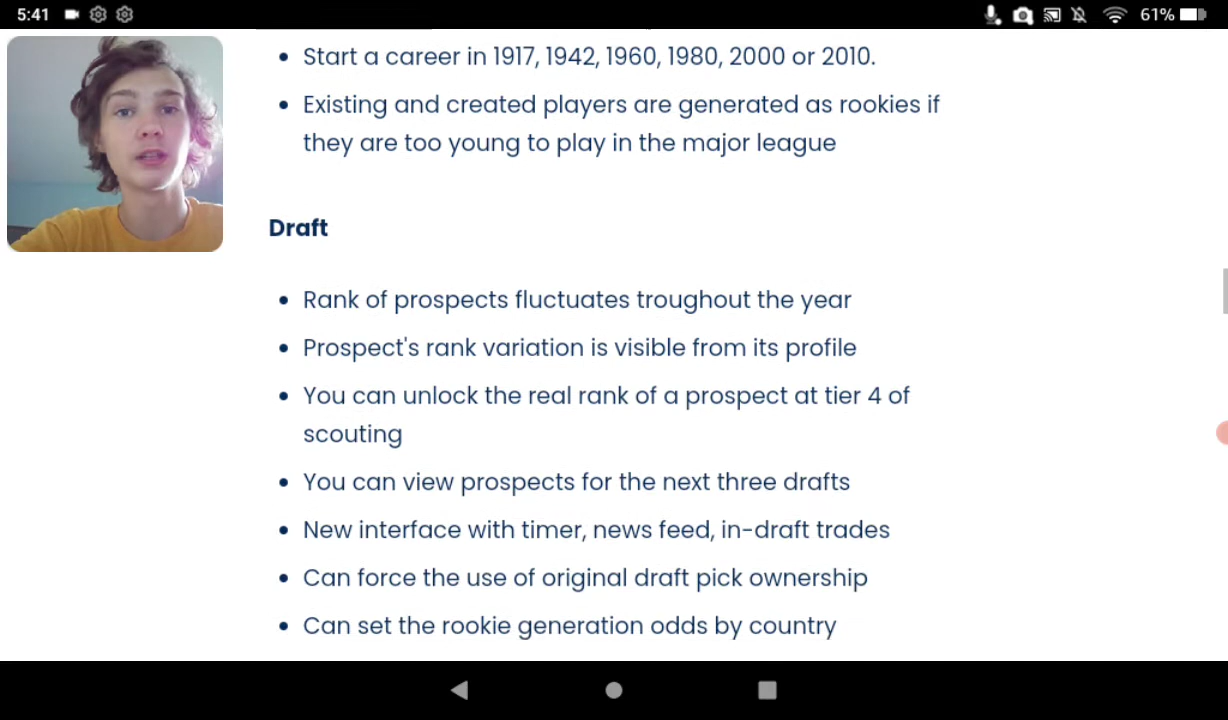 5:41
61%
Start a career in 1917, 1942, 1960, 1980, 2000 or 2010.
Existing and created players are generated as rookies if
they are too young to play in the major league
Draft
Rank of prospects fluctuates troughout the year
Prospect's rank variation is visible from its profile
You can unlock the real rank of a prospect at tier 4 of
scouting
You can view prospects for the next three drafts
New interface with timer, news feed, in-draft trades
Can force the use of original draft pick ownership
Can set the rookie generation odds by country